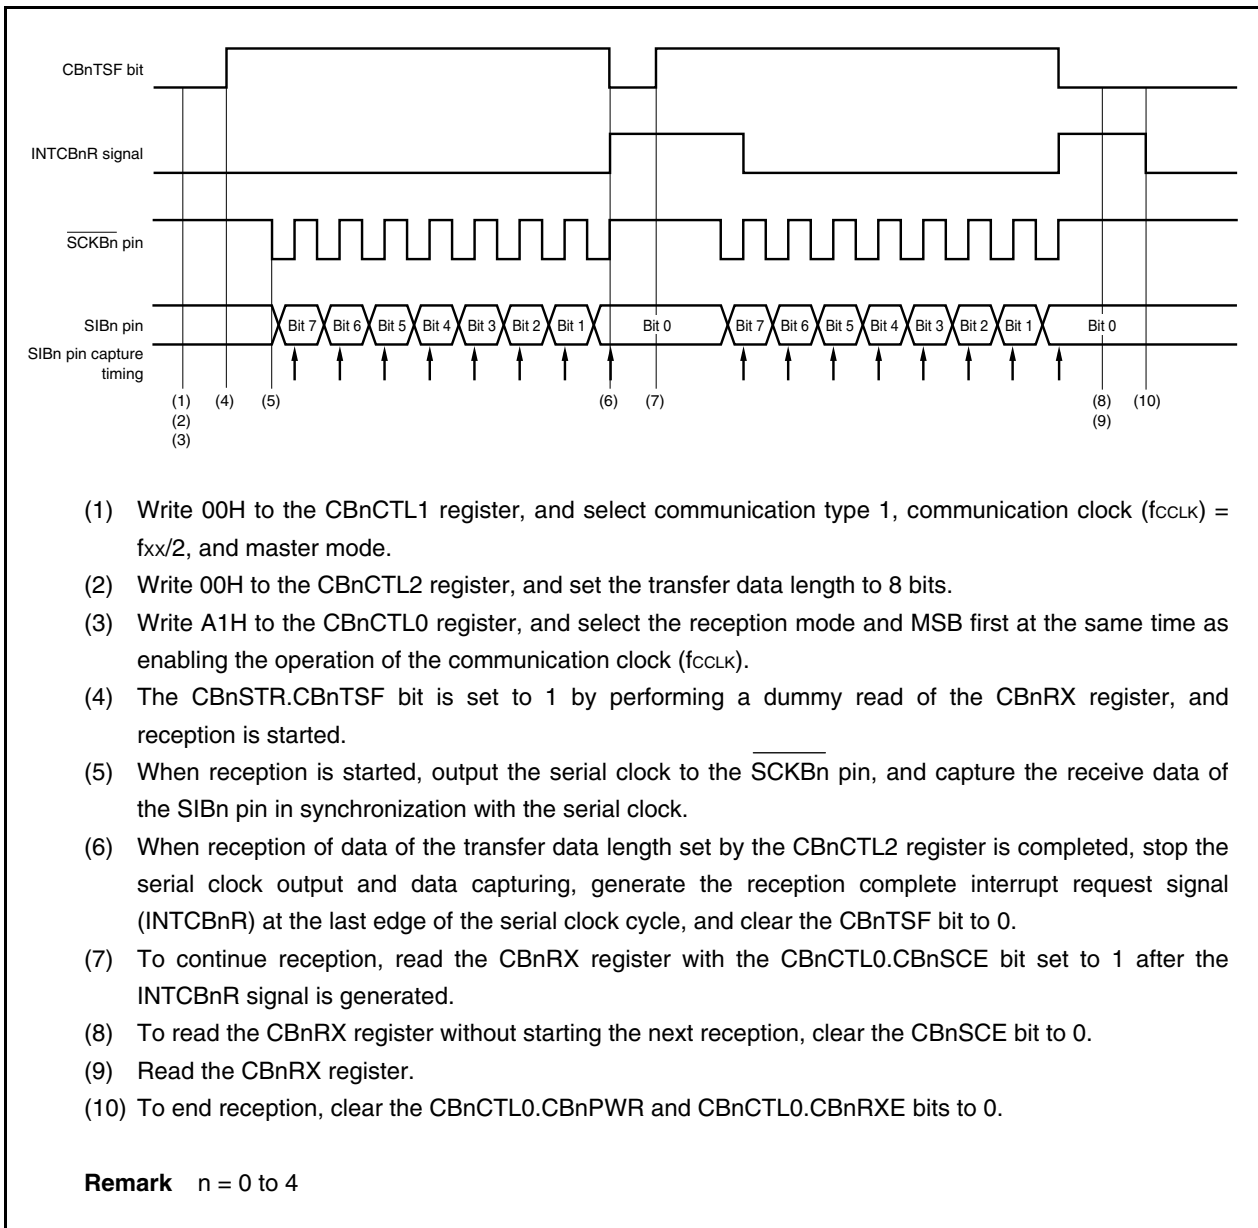 CBnTSF bit
INTCBnR signal
SCKBn pin
SIBn pin
Bit 7 Bit 6 Bit 5 Bit 4 Bit 3 Bit 2 Bit 1 Bit 0 Bit 7 Bit 6 Bit 5 Bit 4 Bit 3 Bit 2 Bit 1 Bit 0
SIBn pin capture
timing
(1) (4) (5) (6) (7) (8) (10)
(2) (9)
(3)
(1) Write 00H to the CBnCTL1 register, and select communication type 1, communication clock (fCCLK) =
fxx/2, and master mode.
(2) Write 00H to the CBnCTL2 register, and set the transfer data length to 8 bits.
(3) Write A1H to the CBnCTL0 register, and select the reception mode and MSB first at the same time as
enabling the operation of the communication clock (fCCLK).
(4) The CBnSTR.CBnTSF bit is set to 1 by performing a dummy read of the CBnRX register, and
reception is started.
(5) When reception is started, output the serial clock to the SCKBn pin, and capture the receive data of
the SIBn pin in synchronization with the serial clock.
(6) When reception of data of the transfer data length set by the CBnCTL2 register is completed, stop the
serial clock output and data capturing, generate the reception complete interrupt request signal
(INTCBnR) at the last edge of the serial clock cycle, and clear the CBnTSF bit to 0.
(7) To continue reception, read the CBnRX register with the CBnCTL0.CBnSCE bit set to 1 after the
INTCBnR signal is generated.
(8) To read the CBnRX register without starting the next reception, clear the CBnSCE bit to 0.
(9) Read the CBnRX register.
(10) To end reception, clear the CBnCTL0.CBnPWR and CBnCTL0.CBnRXE bits to 0.
Remark n = 0 to 4